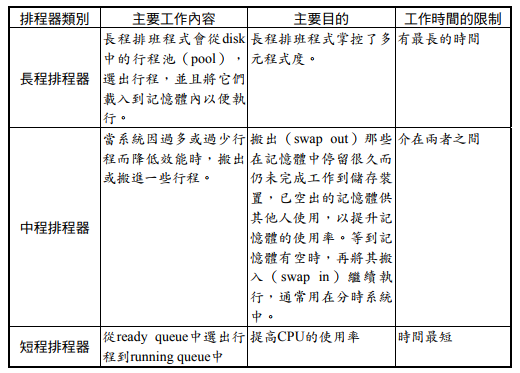 排程器類別 主要工作內容 主要目的 工作時間的限制
長程排程器
長程排班程式會從disk
中的行程池（pool），
選出行程，並且將它們
載入到記憶體內以便執
行。
長程排班程式掌控了多
元程式度。
有最長的時間
中程排程器
當系統因過多或過少行
程而降低效能時，搬出
或搬進一些行程。
搬出（swap out）那些
在記憶體中停留很久而
仍未完成工作到儲存裝
置，已空出的記憶體供
其他人使用，以提升記
憶體的使用率。等到記
憶體有空時，再將其搬
入（swap in）繼續執
行，通常用在分時系統
中。
介在兩者之間
短程排程器
從ready queue中選出行
程到running queue中
提高CPU的使用率
時間最短